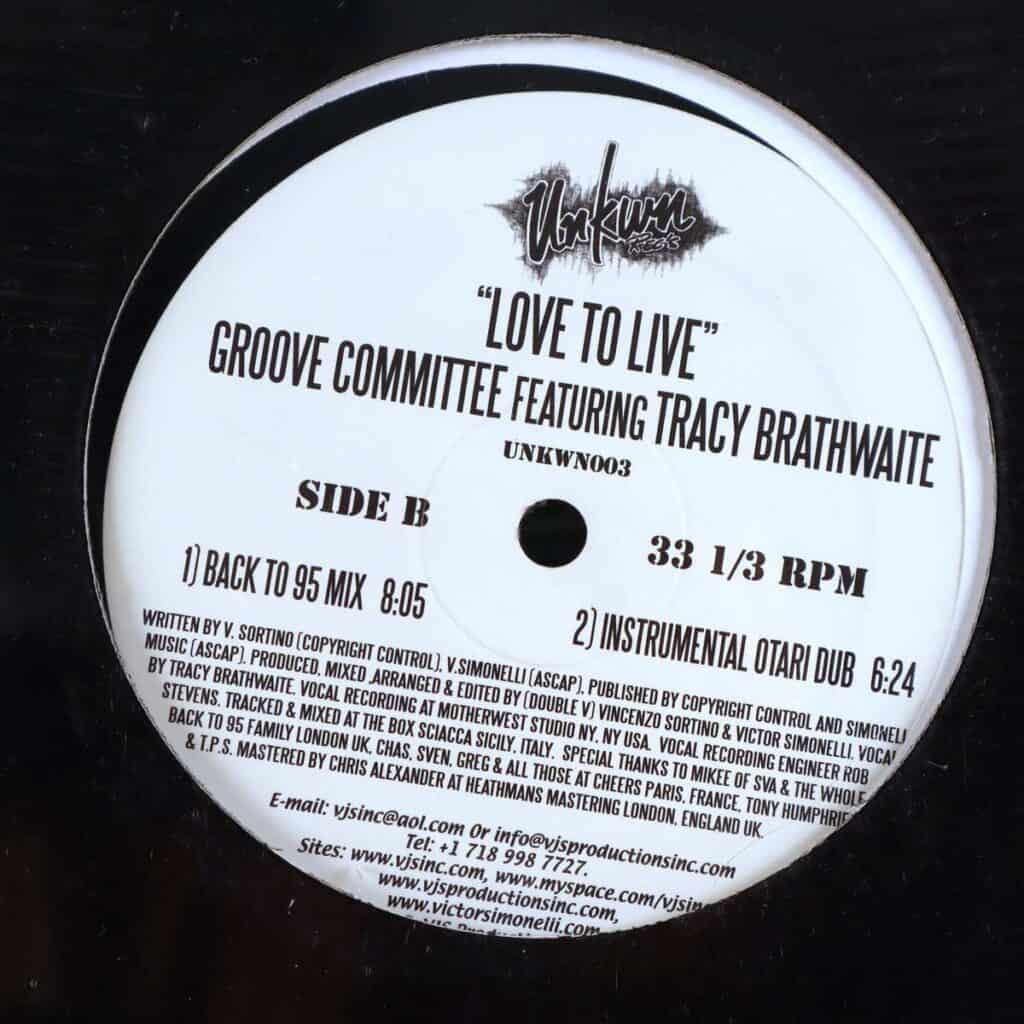 Unkwn
Rec's
“LOVE TO LIVE”
GROOVE COMMITTEE FEATURING TRACY BRATHWAITE
UNKWN003
SIDE B
33 1/3 RPM
1) BACK TO 95 MIX 8:05
2) INSTRUMENTAL OTARI DUB 6:24
WRITTEN BY V. SORTINO (COPYRIGHT CONTROL), V.SIMONELLI (ASCAP). PUBLISHED BY COPYRIGHT CONTROL AND SIMONELI
MUSIC (ASCAP). PRODUCED, MIXED ,ARRANGED & EDITED BY (DOUBLE V) VINCENZO SORTINO & VICTOR SIMONELLI. VOCA
BY TRACY BRATHWAITE. VOCAL RECORDING AT MOTHERWEST STUDIO NY, NY USA. VOCAL RECORDING ENGINEER ROB
STEVENS. TRACKED & MIXED AT THE BOX SCIACCA SICILY, ITALY. SPECIAL THANKS TO MIKEE OF SVA & THE WHOLE
BACK TO 95 FAMILY LONDON UK, CHAS, SVEN, GREG & ALL THOSE AT CHEERS PARIS, FRANCE, TONY HUMPHRIE
& T.P.S. MASTERED BY CHRIS ALEXANDER AT HEATHMANS MASTERING LONDON, ENGLAND UK.
E-mail: vjsinc@aol.com Or info@vjsproductionsinc.com
Tel: +1 718 998 7727.
Sites: www.vjsinc.com, www.myspace.com/vjsin
www.vjsproductionsinc.com,
www.victorsimonelli.com